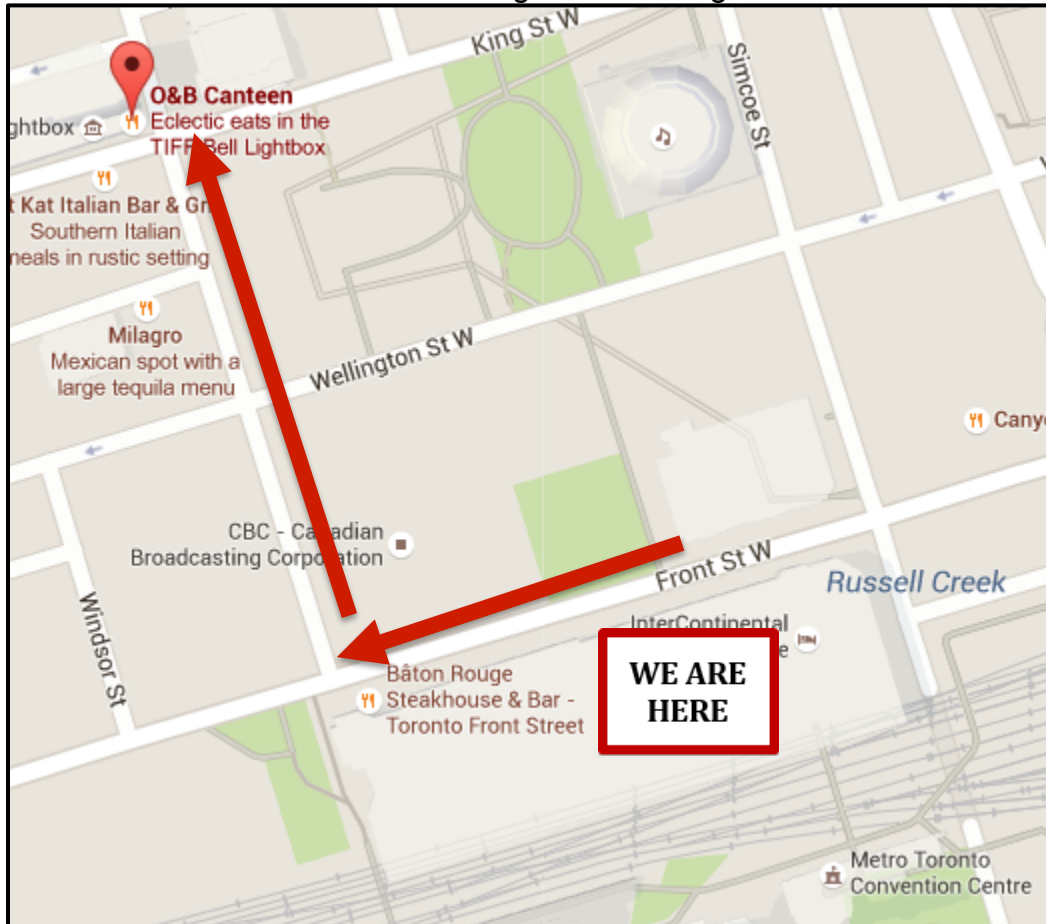 King St W
Simcoe St
O&B Canteen
Eclectic eats in the
TIFF Bell Lightbox
ghtbox
t Kat Italian Bar & Gr
Southern Italian
neals in rustic setting
Milagro
Mexican spot with a
large tequila menu
Wellington St W
Cany
CBC - Canadian
Broadcasting Corporation
Front St W
Russell Creek
Windsor St
InterContinental
e
WE ARE
HERE
Bâton Rouge
Steakhouse & Bar -
Toronto Front Street
Metro Toronto
Convention Centre